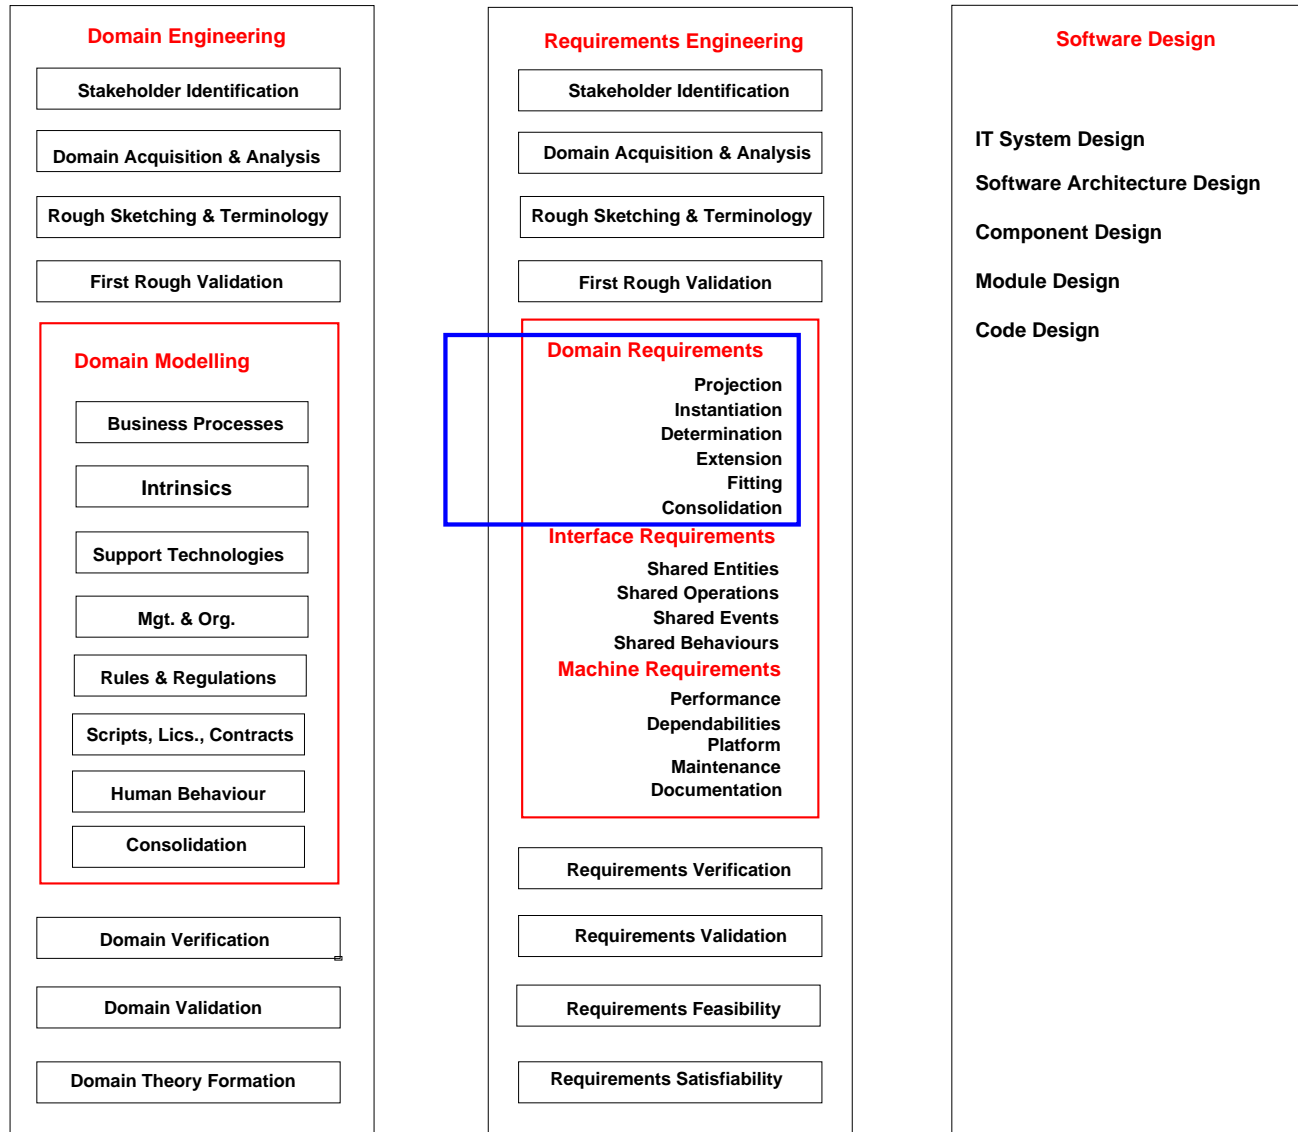 Domain Engineering
Stakeholder Identification
Domain Acquisition & Analysis
Rough Sketching & Terminology
First Rough Validation
Domain Modelling
Business Processes
Intrinsics
Support Technologies
Mgt. & Org.
Rules & Regulations
Scripts, Lics., Contracts
Human Behaviour
Consolidation
Domain Verification
Domain Validation
Domain Theory Formation
Requirements Engineering
Stakeholder Identification
Domain Acquisition & Analysis
Rough Sketching & Terminology
First Rough Validation
Domain Requirements
Projection
Instantiation
Determination
Extension
Fitting
Consolidation
Interface Requirements
Shared Entities
Shared Operations
Shared Events
Shared Behaviours
Machine Requirements
Performance
Dependabilities
Platform
Maintenance
Documentation
Requirements Verification
Requirements Validation
Requirements Feasibility
Requirements Satisfiability
Software Design
IT System Design
Software Architecture Design
Component Design
Module Design
Code Design